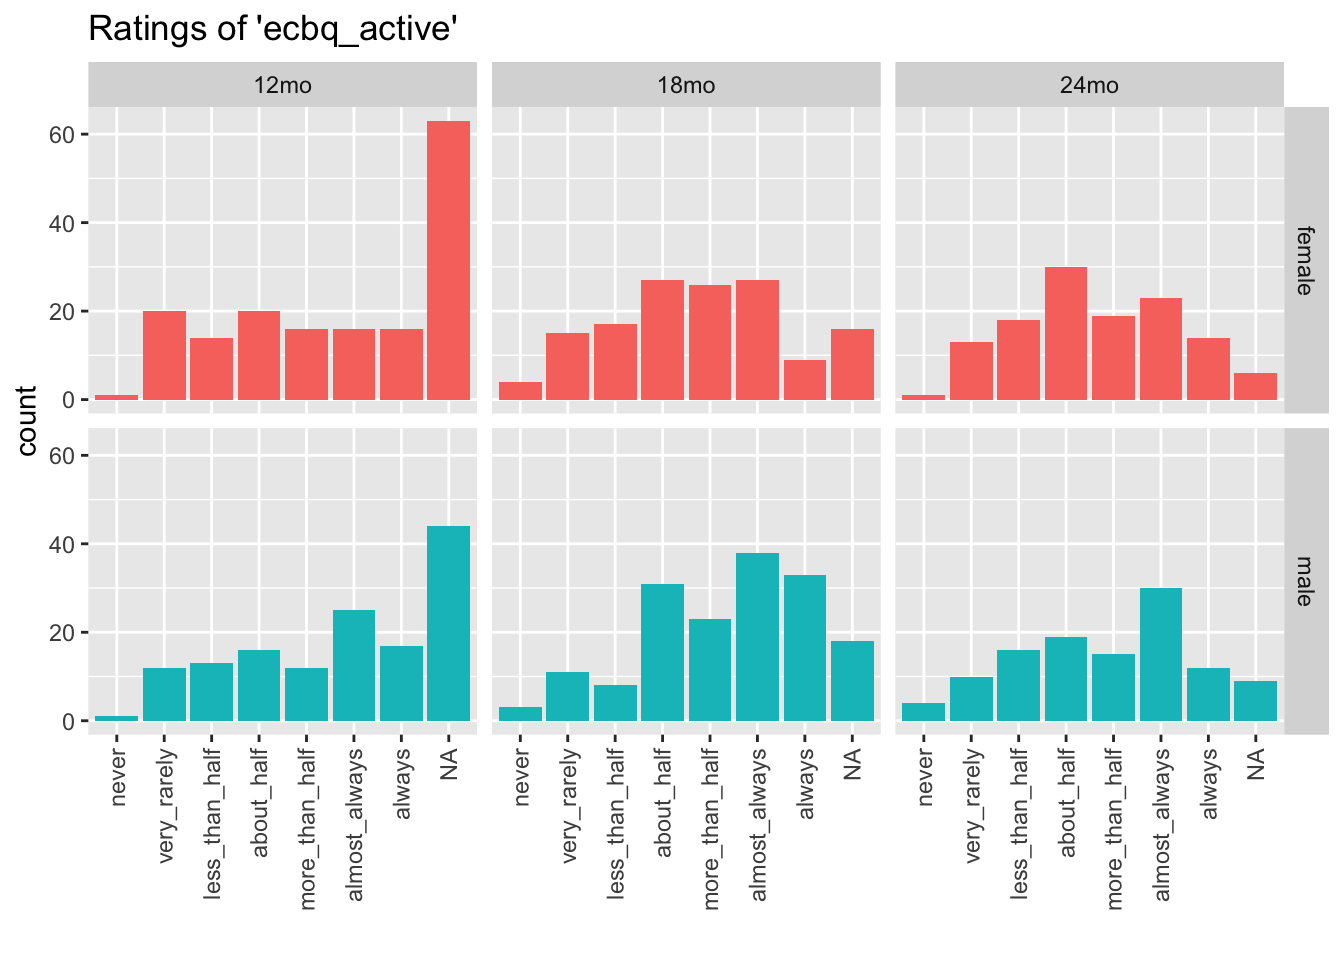 Ratings of 'ecbq_active'
12mo
18mo
24mo
60
40
20
0
female
count
60
40
20
0
male
never
very_rarely
less_than_half
about_half
more_than_half
almost_always
always
NA
never
very_rarely
less_than_half
about_half
more_than_half
almost_always
always
NA
never
very_rarely
less_than_half
about_half
more_than_half
almost_always
always
NA